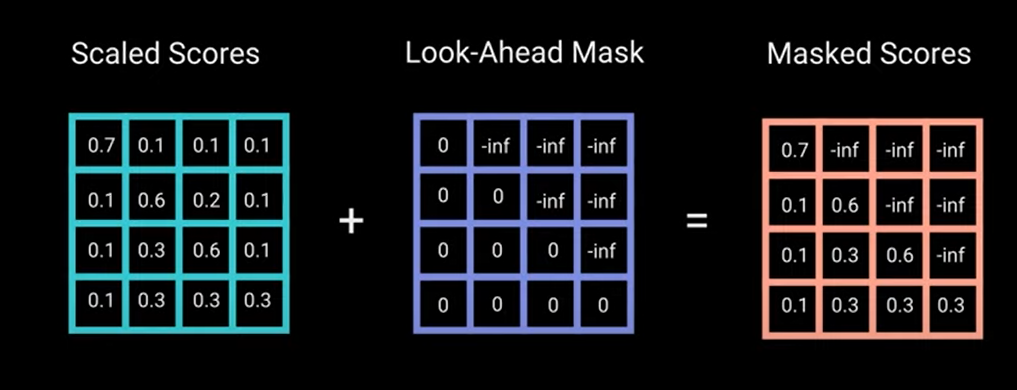 Scaled Scores Look-Ahead Mask Masked Scores
0.7 0.1 0.1 0.1 0 -inf -inf -inf 0.7 -inf -inf -inf
0.1 0.6 0.2 0.1 0 0 -inf -inf 0.1 0.6 -inf -inf
+ =
0.1 0.3 0.6 0.1 0 0 0 -inf 0.1 0.3 0.6 -inf
0.1 0.3 0.3 0.3 0 0 0 0 0.1 0.3 0.3 0.3